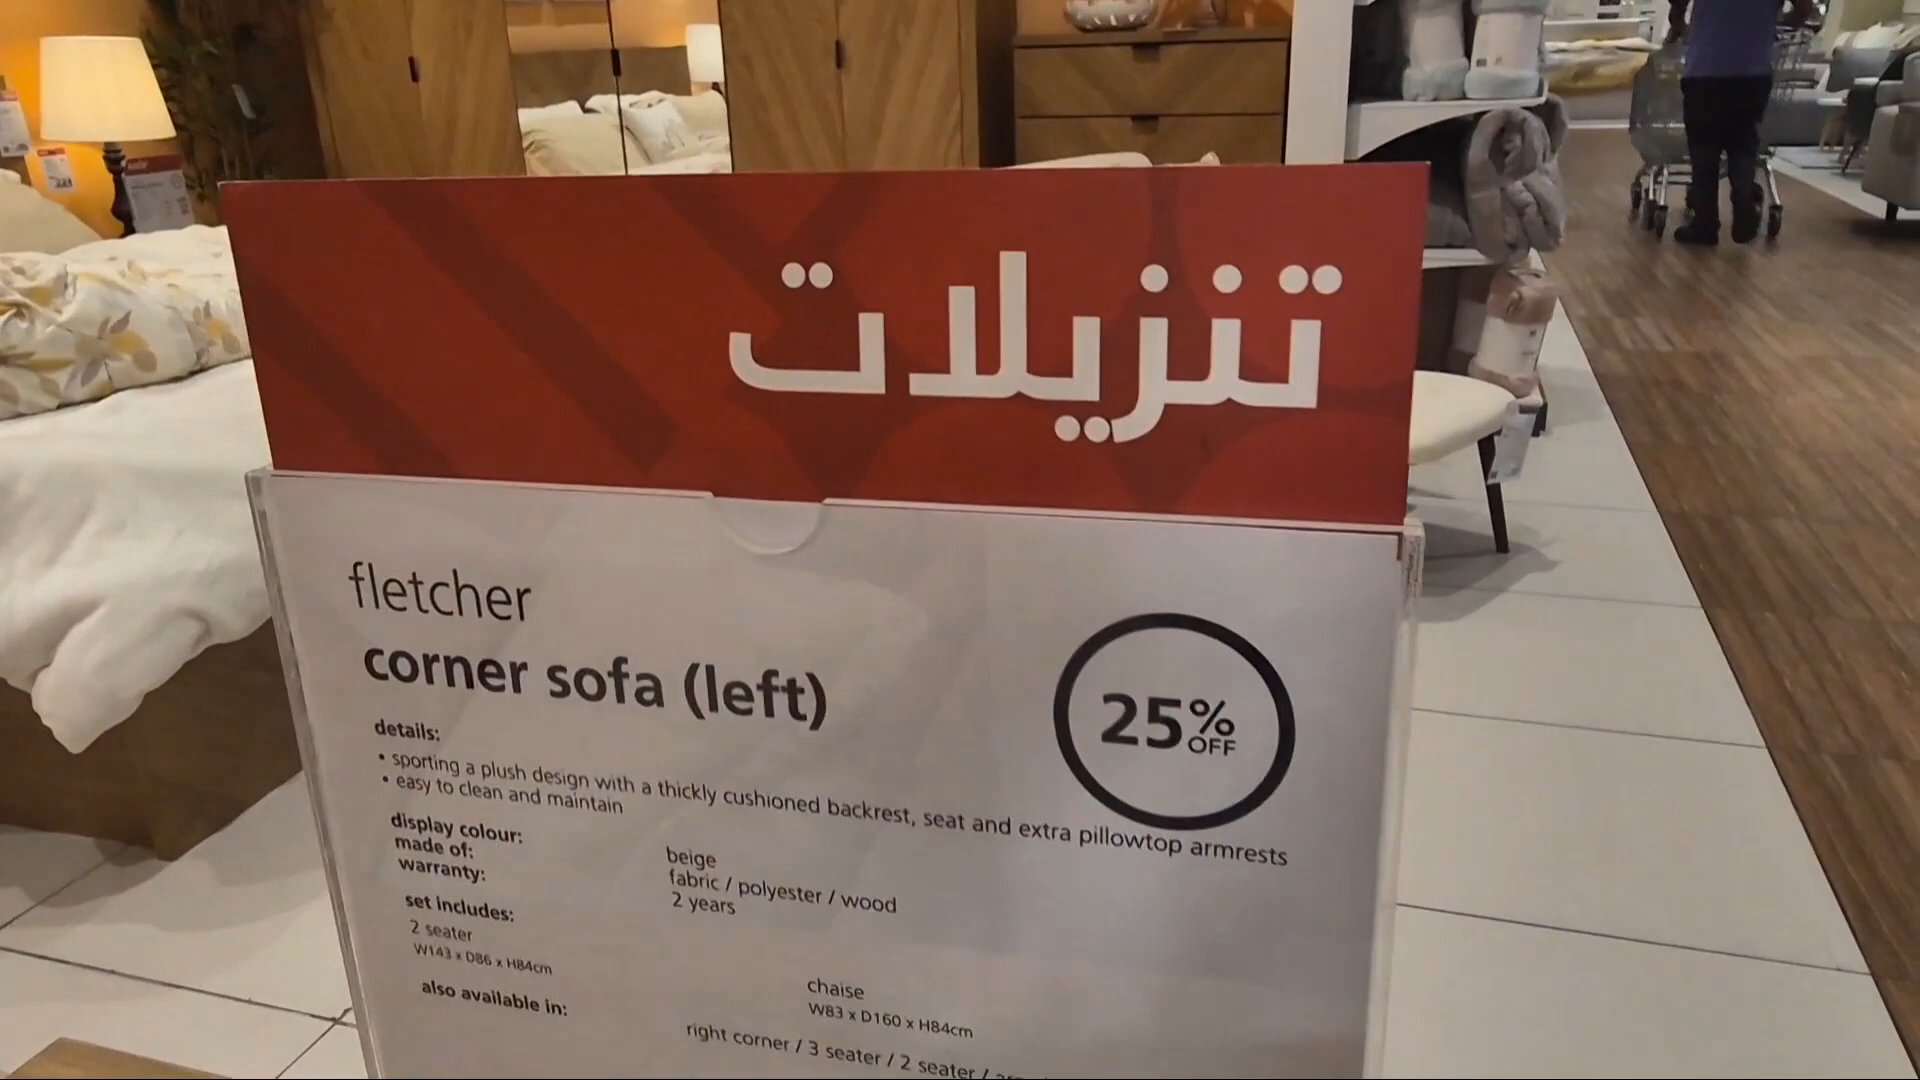 تنزيلات
fletcher
corner sofa (left)
25% OFF
details:
• sporting a plush design with a thickly cushioned backrest, seat and extra pillowtop armrests
• easy to clean and maintain
display colour: beige
made of: fabric / polyester / wood
warranty: 2 years
set includes:
2 seater
W143 x D86 x H84cm
chaise
W83 x D160 x H84cm
also available in:
right corner / 3 seater / 2 seater /